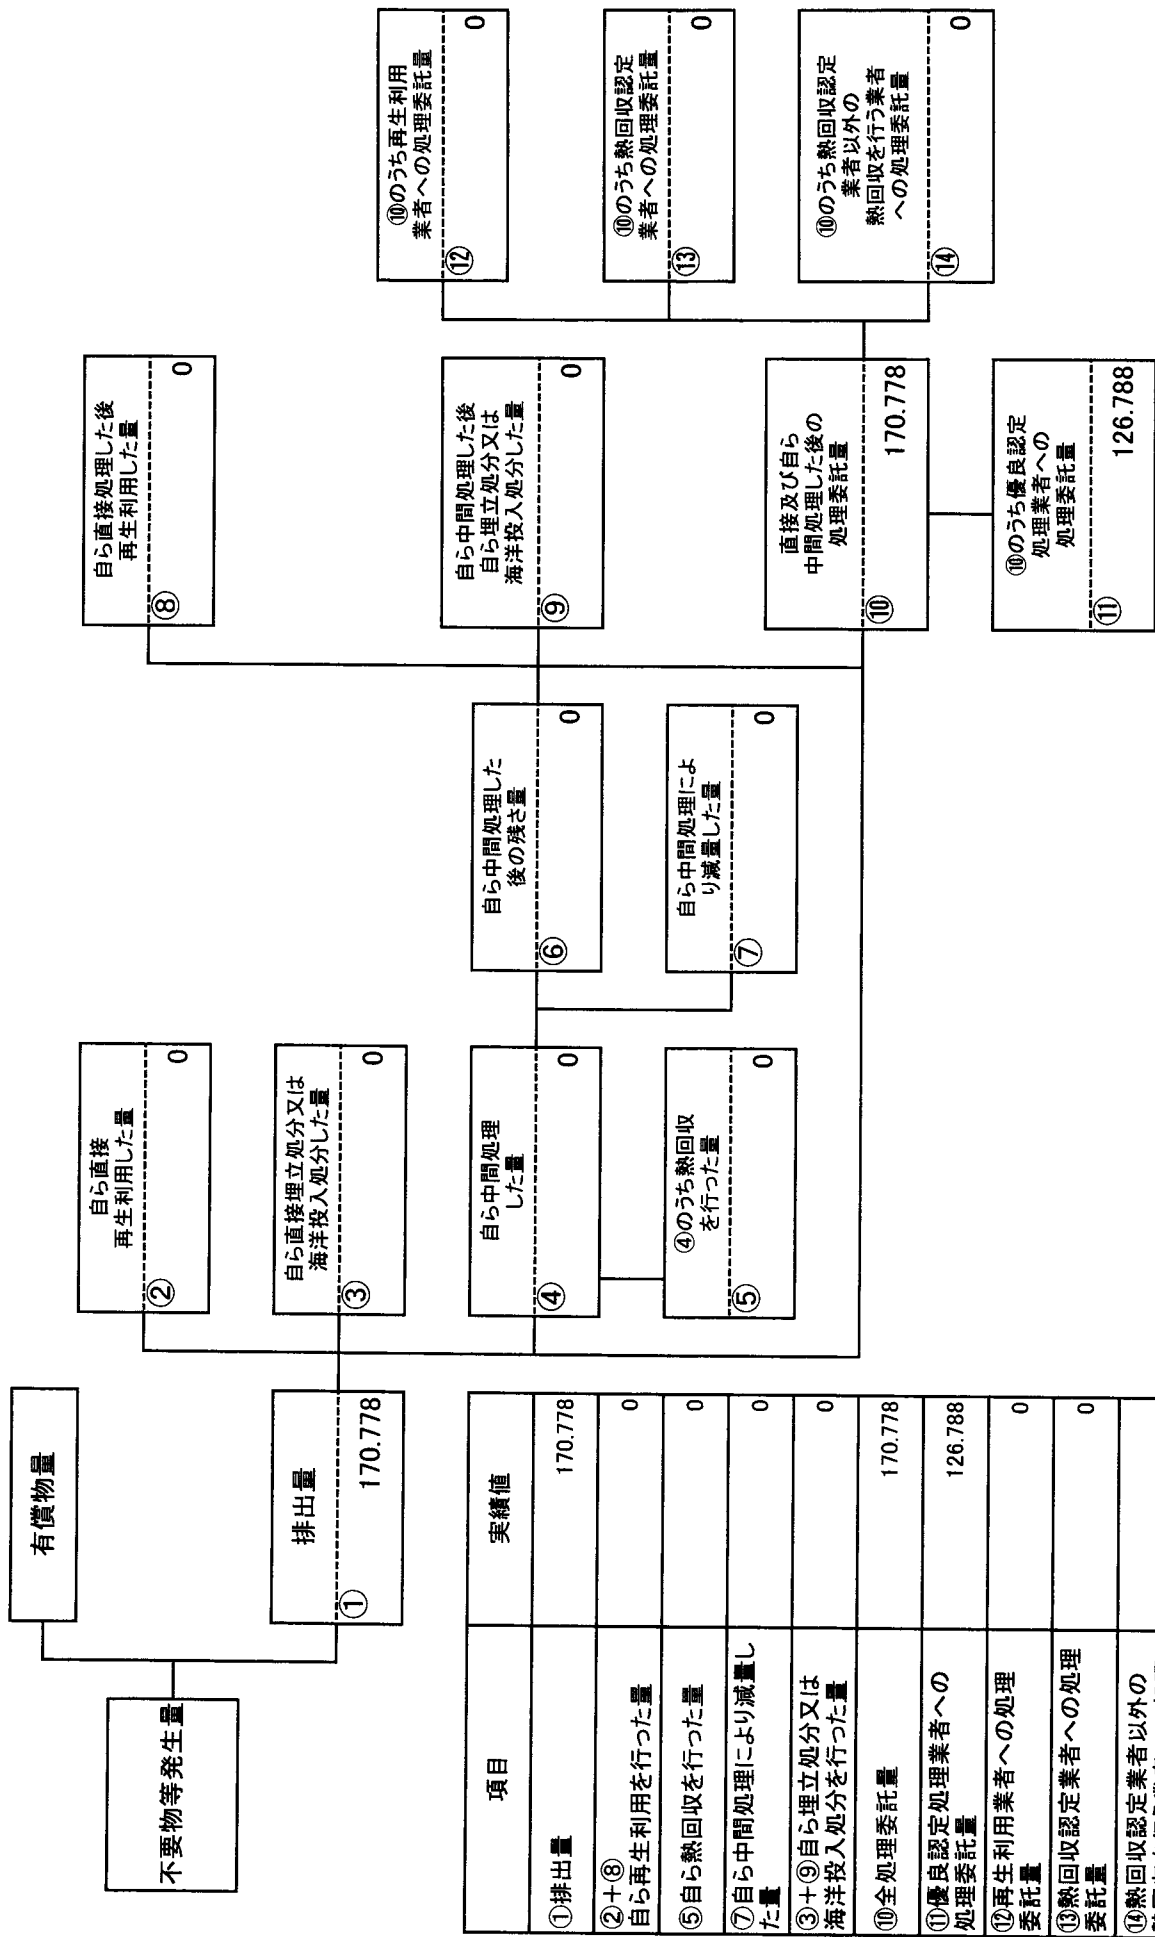 不要物等発生量
有償物量
排出量
①
170.778
自ら直接
再生利用した量
②
0
自ら直接埋立処分又は
海洋投入処分した量
③
0
自ら中間処理
した量
④
0
④のうち熱回収
を行った量
⑤
0
自ら中間処理した
後の残さ量
⑥
0
自ら中間処理によ
り減量した量
⑦
0
自ら直接処理した後
再生利用した量
⑧
0
自ら中間処理した後
自ら埋立処分又は
海洋投入処分した量
⑨
0
直接及び自ら
中間処理した後の
処理委託量
⑩
170.778
⑩のうち優良認定
処理業者への
処理委託量
⑪
126.788
⑩のうち再生利用
業者への処理委託量
⑫
0
⑩のうち熱回収認定
業者への処理委託量
⑬
0
⑩のうち熱回収認定
業者以外の
熱回収を行う業者
への処理委託量
⑭
0
項目
実績値
①排出量
170.778
②+⑧
自ら再生利用を行った量
0
⑤自ら熱回収を行った量
0
⑦自ら中間処理により減量し
た量
0
③+⑨自ら埋立処分又は
海洋投入処分を行った量
0
⑩全処理委託量
170.778
⑪優良認定処理業者への
処理委託量
126.788
⑫再生利用業者への処理
委託量
0
⑬熱回収認定業者への処理
委託量
0
⑭熱回収認定業者以外の